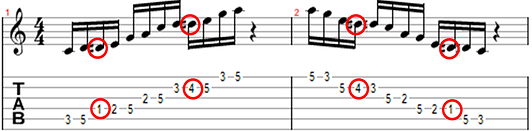 1 2
4
4
3 5 5 3
T 3 4 5 5 4 3
A 2 5 5 2
B 1 2 5 5 2 1
3 5 5 3